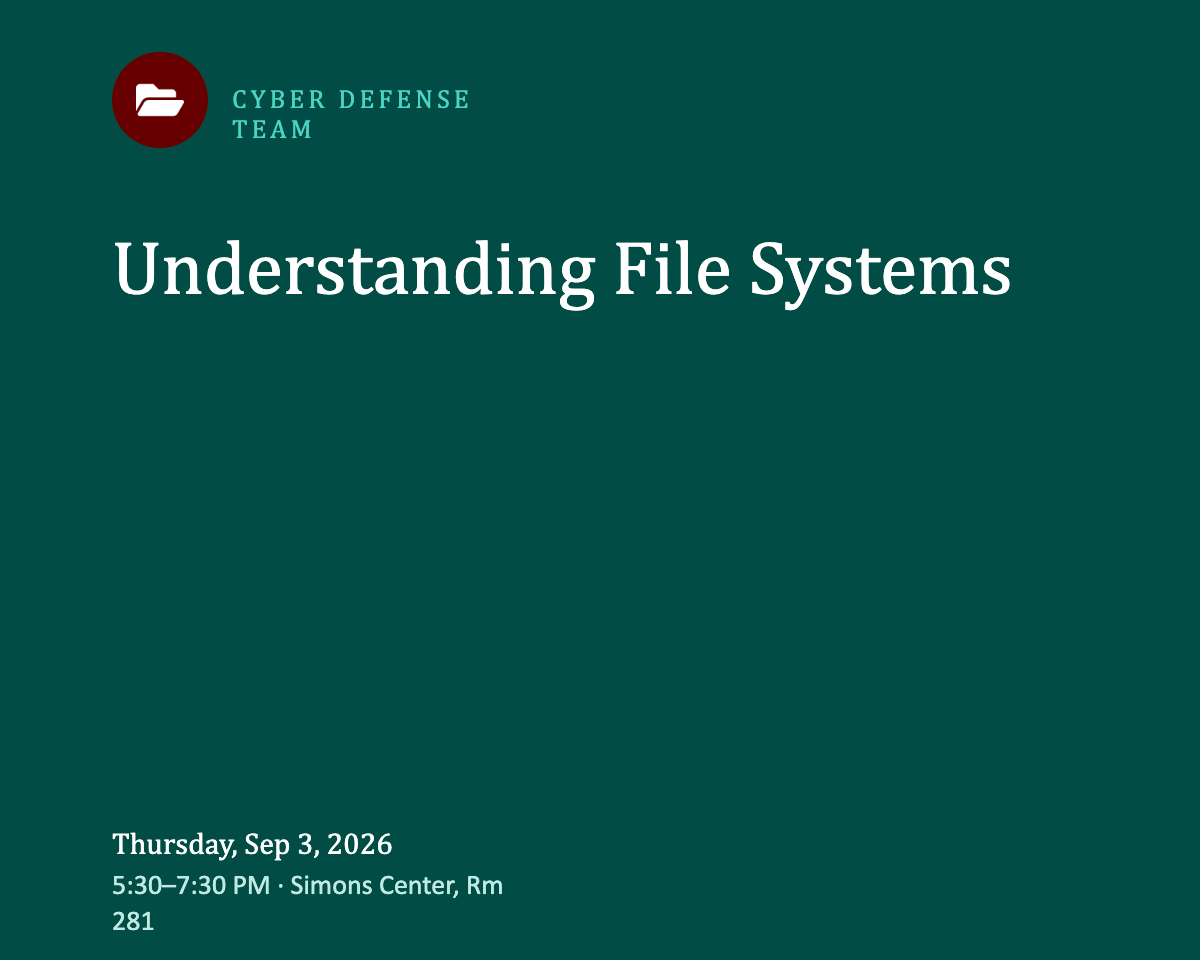 CYBER DEFENSE
TEAM
Understanding File Systems
Thursday, Sep 3, 2026
5:30–7:30 PM · Simons Center, Rm
281